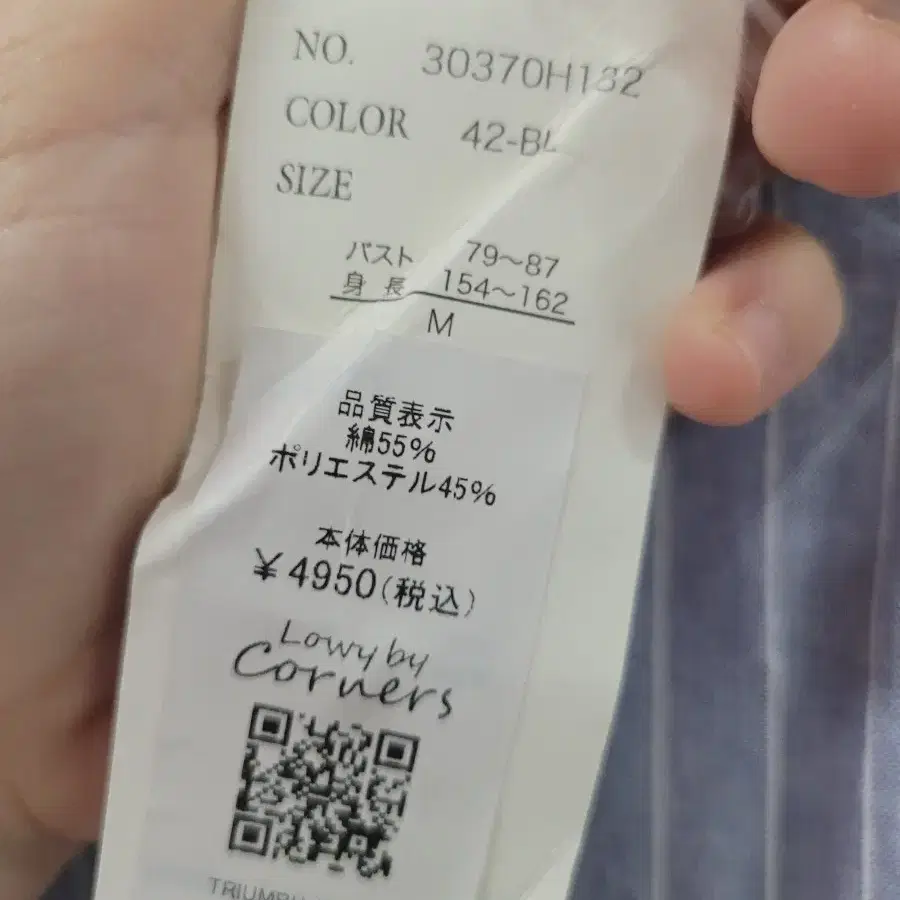 NO. 30370H132
COLOR 42-BL
SIZE
バスト 79～87
身長 154～162
M
品質表示
綿55%
ポリエステル45%
本体価格
¥4950(税込)
Lowy by
Corners